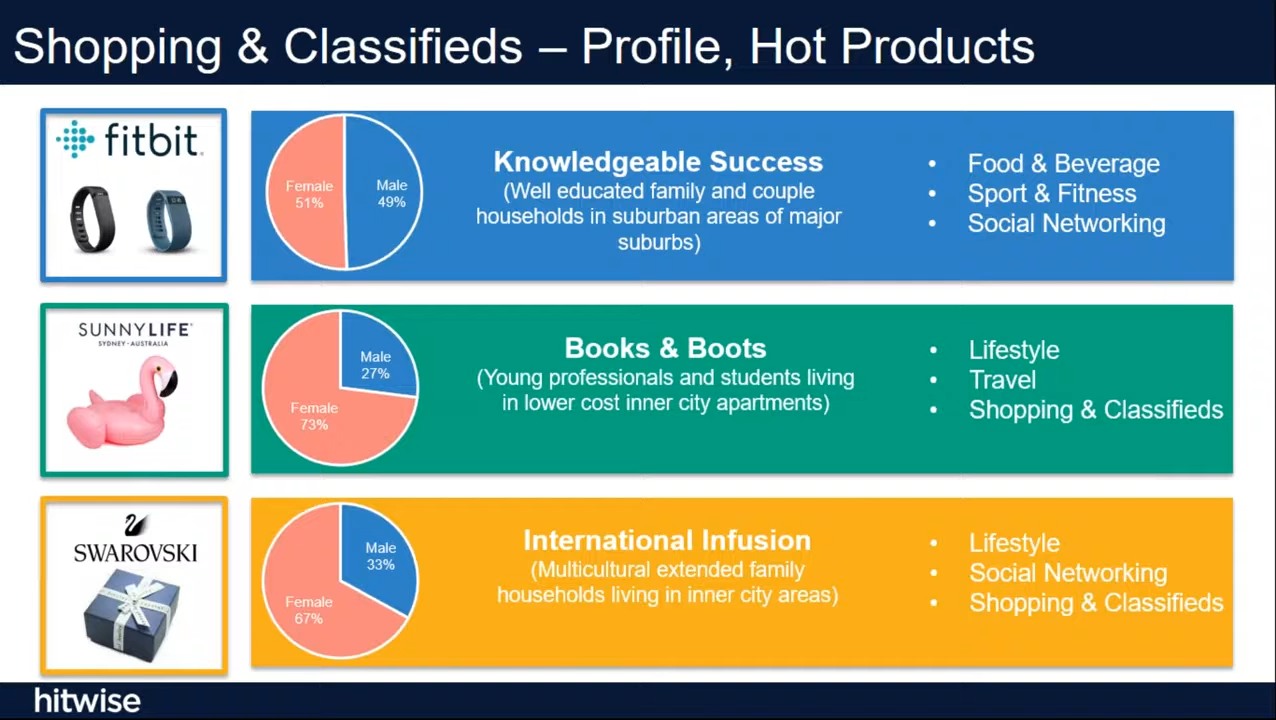 Shopping & Classifieds – Profile, Hot Products
fitbit
Female
51%
Male
49%
Knowledgeable Success
(Well educated family and couple
households in suburban areas of major
suburbs)
• Food & Beverage
• Sport & Fitness
• Social Networking
SUNNYLIFE
SYDNEY-AUSTRALIA
Male
27%
Female
73%
Books & Boots
(Young professionals and students living
in lower cost inner city apartments)
• Lifestyle
• Travel
• Shopping & Classifieds
SWAROVSKI
Male
33%
Female
67%
International Infusion
(Multicultural extended family
households living in inner city areas)
• Lifestyle
• Social Networking
• Shopping & Classifieds
hitwise